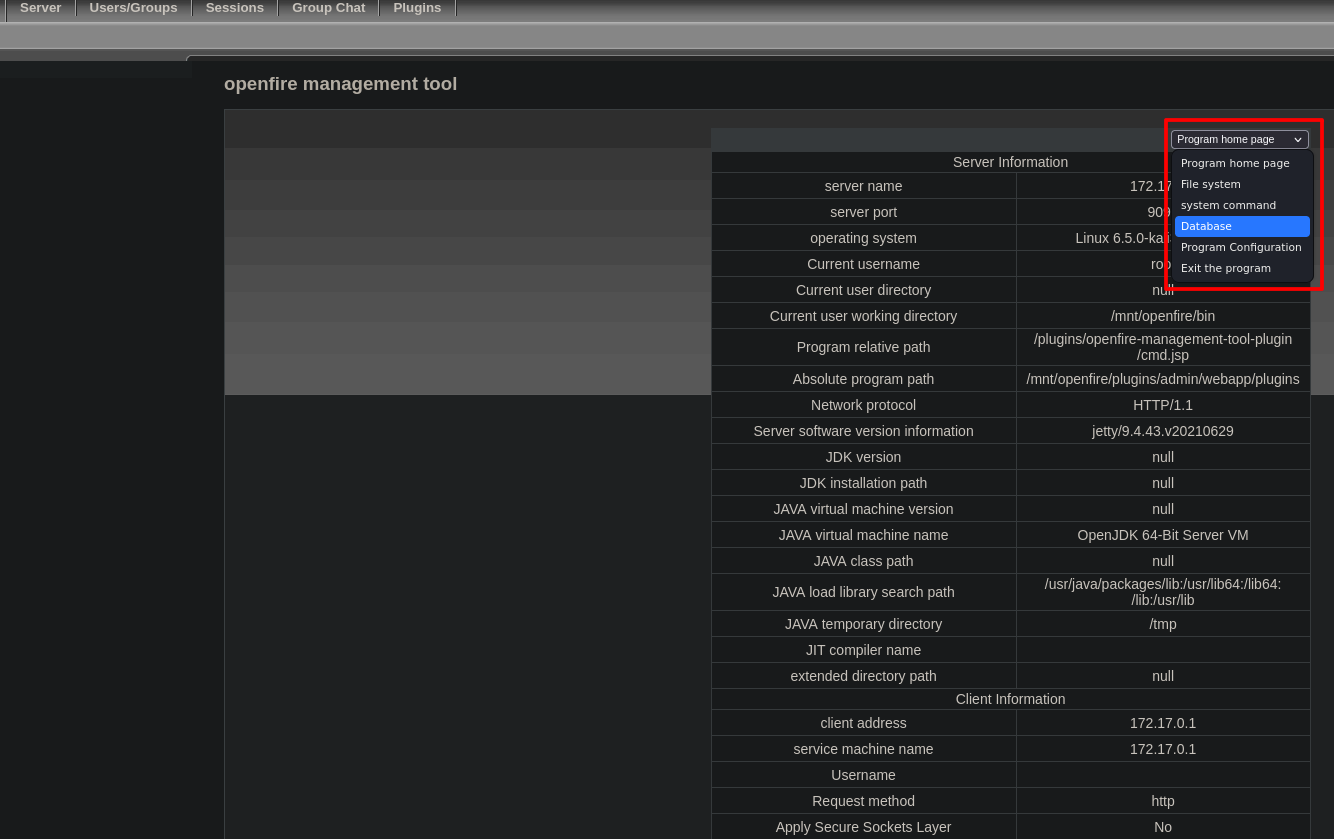 Server Users/Groups Sessions Group Chat Plugins
openfire management tool
Program home page
Program home page
File system
system command
Database
Program Configuration
Exit the program
Server Information
server name 172.17
server port 909
operating system Linux 6.5.0-kali
Current username roo
Current user directory null
Current user working directory /mnt/openfire/bin
Program relative path /plugins/openfire-management-tool-plugin
/cmd.jsp
Absolute program path /mnt/openfire/plugins/admin/webapp/plugins
Network protocol HTTP/1.1
Server software version information jetty/9.4.43.v20210629
JDK version null
JDK installation path null
JAVA virtual machine version null
JAVA virtual machine name OpenJDK 64-Bit Server VM
JAVA class path null
JAVA load library search path /usr/java/packages/lib:/usr/lib64:/lib64:
/lib:/usr/lib
JAVA temporary directory /tmp
JIT compiler name
extended directory path null
Client Information
client address 172.17.0.1
service machine name 172.17.0.1
Username
Request method http
Apply Secure Sockets Layer No